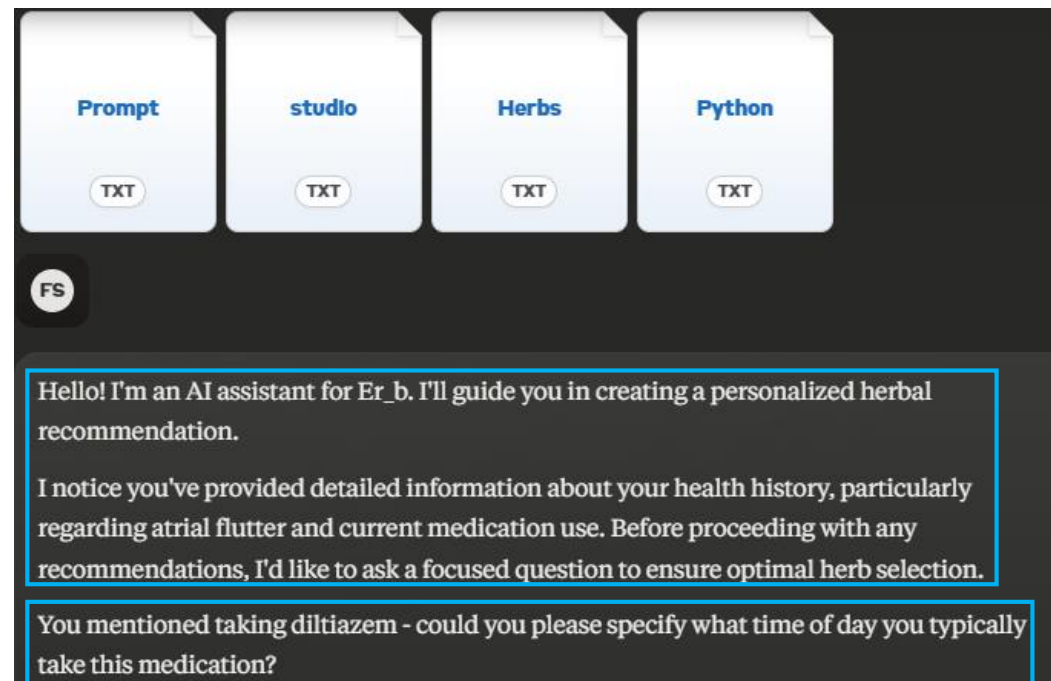 Prompt studio Herbs Python
TXT TXT TXT TXT
FS
Hello! I'm an AI assistant for Er_b. I'll guide you in creating a personalized herbal
recommendation.
I notice you've provided detailed information about your health history, particularly
regarding atrial flutter and current medication use. Before proceeding with any
recommendations, I'd like to ask a focused question to ensure optimal herb selection.
You mentioned taking diltiazem - could you please specify what time of day you typically
take this medication?